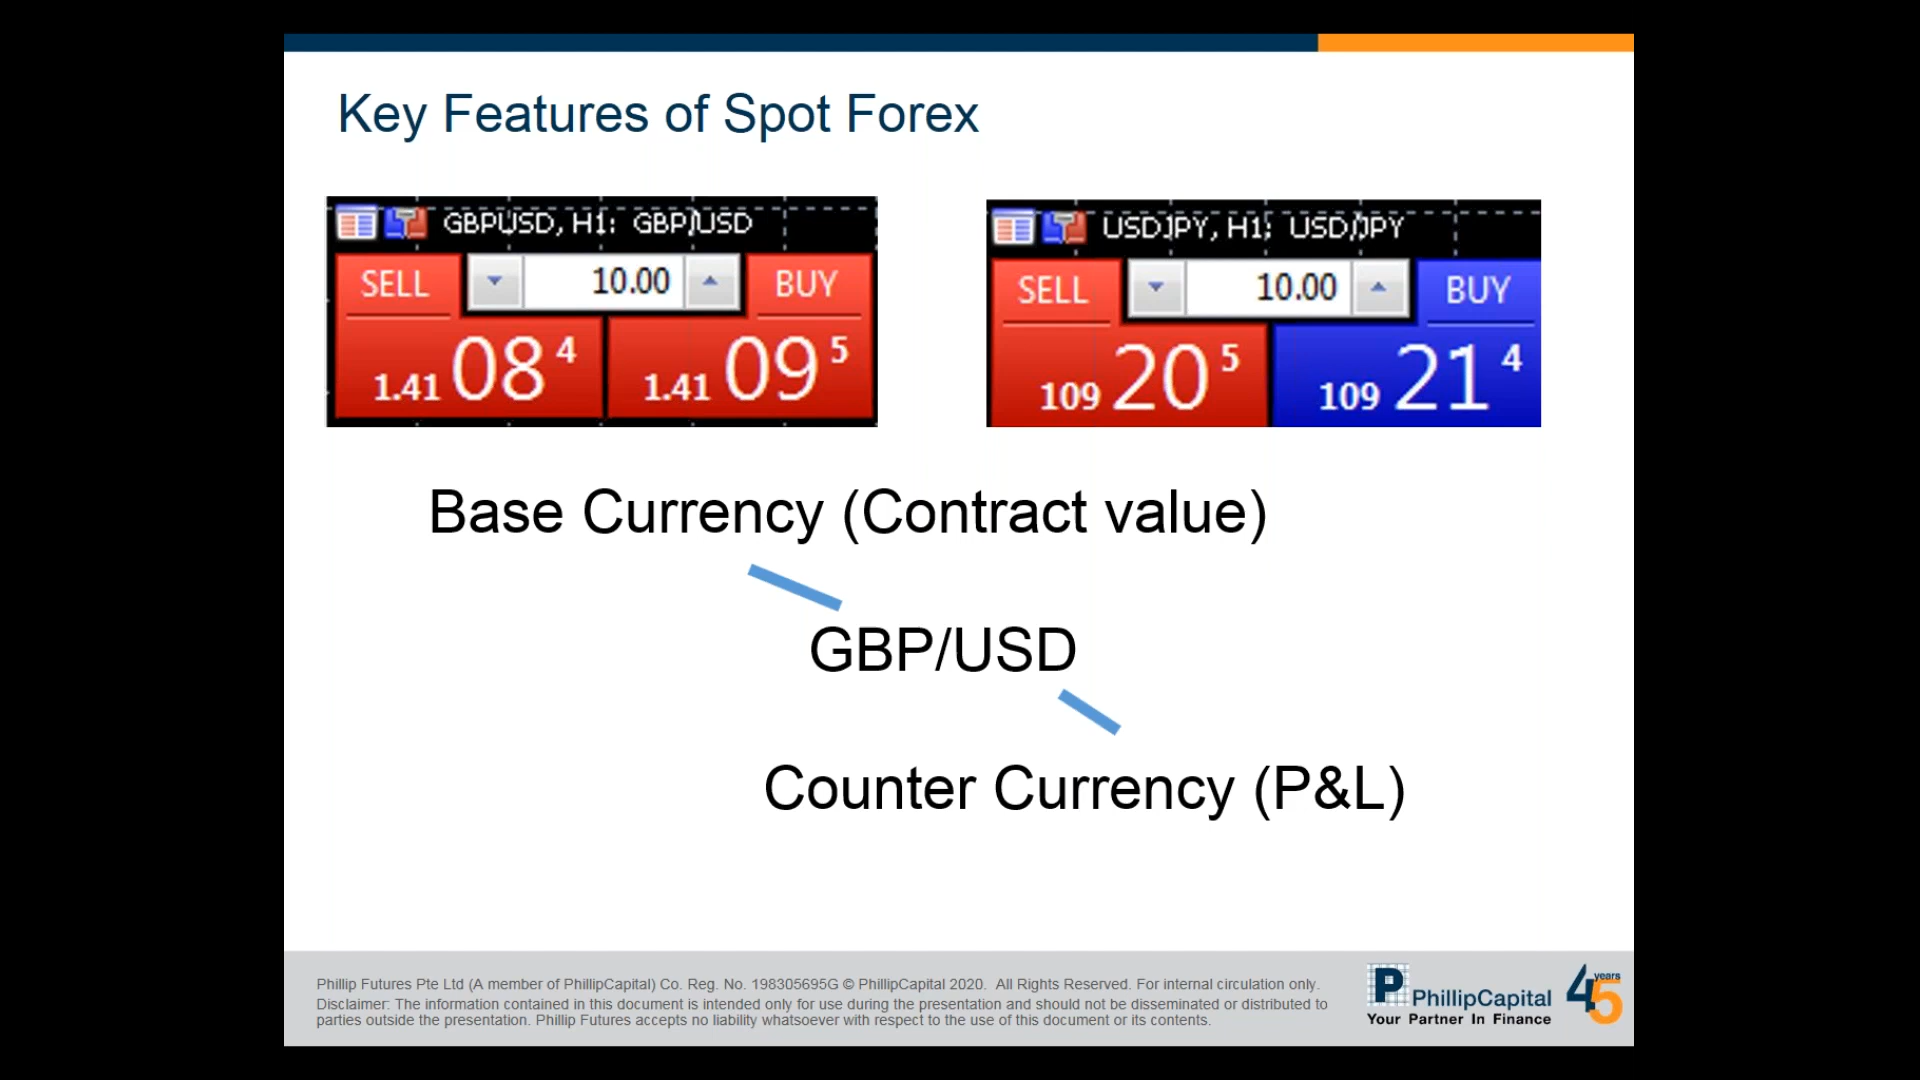 Key Features of Spot Forex
GBPUSD, H1: GBP/USD
SELL 10.00 BUY
1.41 08 4 1.41 09 5
USDJPY, H1: USD/JPY
SELL 10.00 BUY
109 20 5 109 21 4
Base Currency (Contract value)
GBP/USD
Counter Currency (P&L)
Phillip Futures Pte Ltd (A member of PhillipCapital) Co. Reg. No. 198305695G © PhillipCapital 2020. All Rights Reserved. For internal circulation only.
Disclaimer: The information contained in this document is intended only for use during the presentation and should not be disseminated or distributed to
parties outside the presentation. Phillip Futures accepts no liability whatsoever with respect to the use of this document or its contents.
P PhillipCapital
Your Partner In Finance
45 years